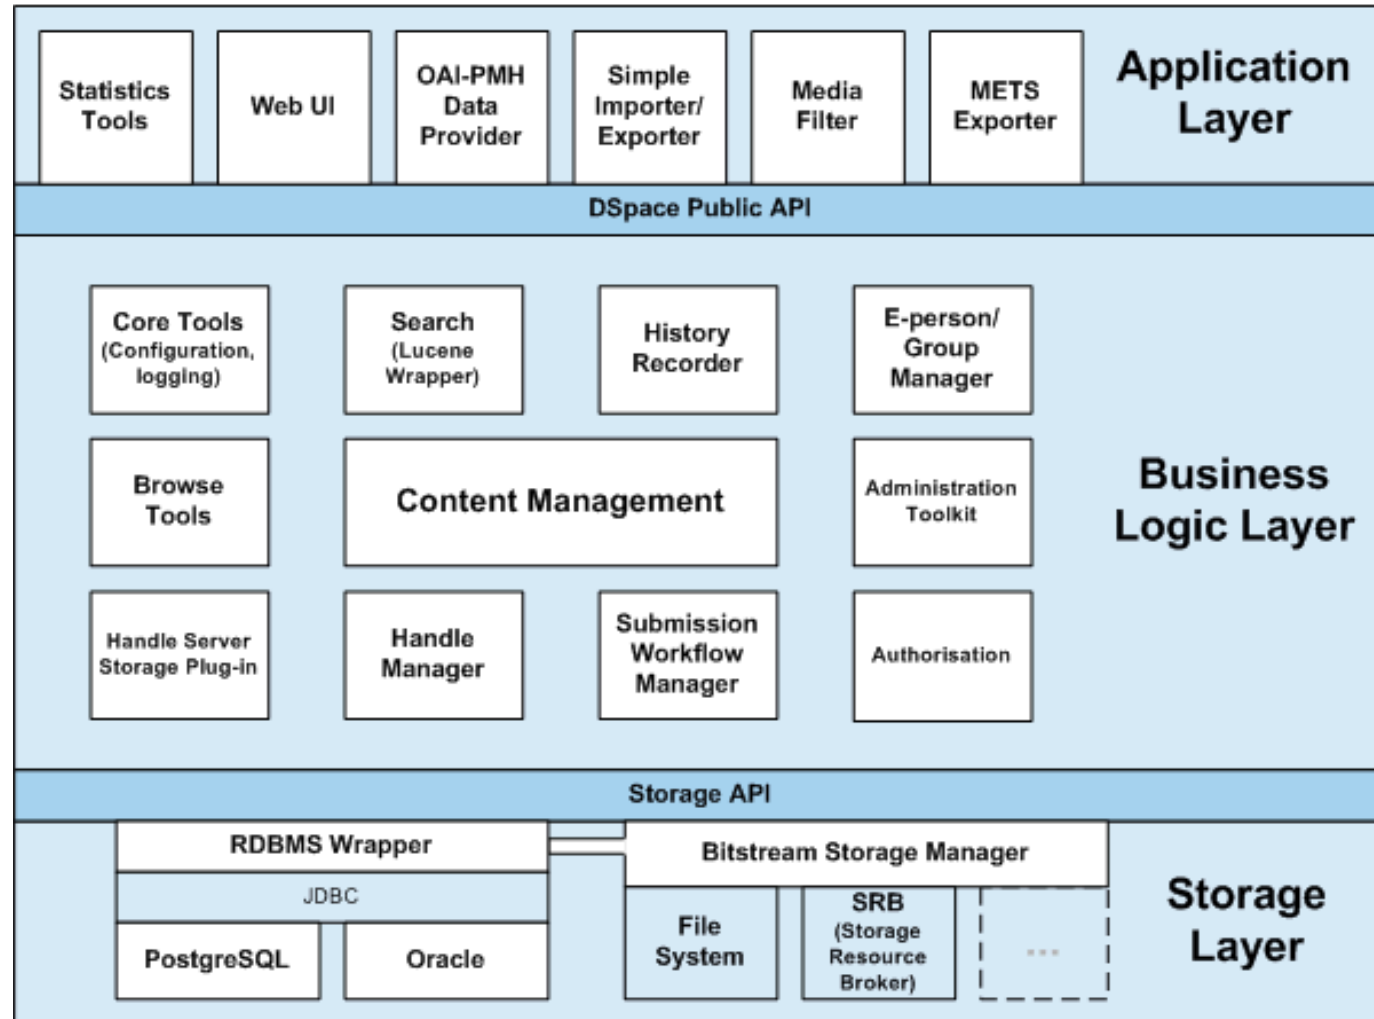 Statistics
Tools
Web UI
OAI-PMH
Data
Provider
Simple
Importer/
Exporter
Media
Filter
METS
Exporter
Application
Layer
DSpace Public API
Core Tools
(Configuration,
logging)
Search
(Lucene
Wrapper)
History
Recorder
E-person/
Group
Manager
Browse
Tools
Content Management
Administration
Toolkit
Business
Logic Layer
Handle Server
Storage Plug-in
Handle
Manager
Submission
Workflow
Manager
Authorisation
Storage API
RDBMS Wrapper
JDBC
PostgreSQL
Oracle
Bitstream Storage Manager
File
System
SRB
(Storage
Resource
Broker)
...
Storage
Layer